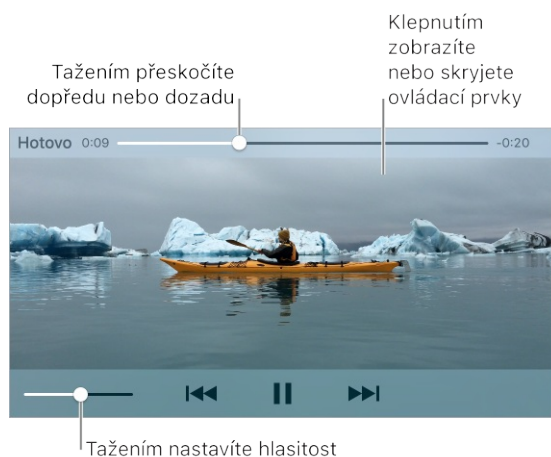 Klepnutím
zobrazíte
nebo skryjete
ovládací prvky
Tažením přeskočíte
dopředu nebo dozadu
Hotovo 0:09 -0:20
Tažením nastavíte hlasitost